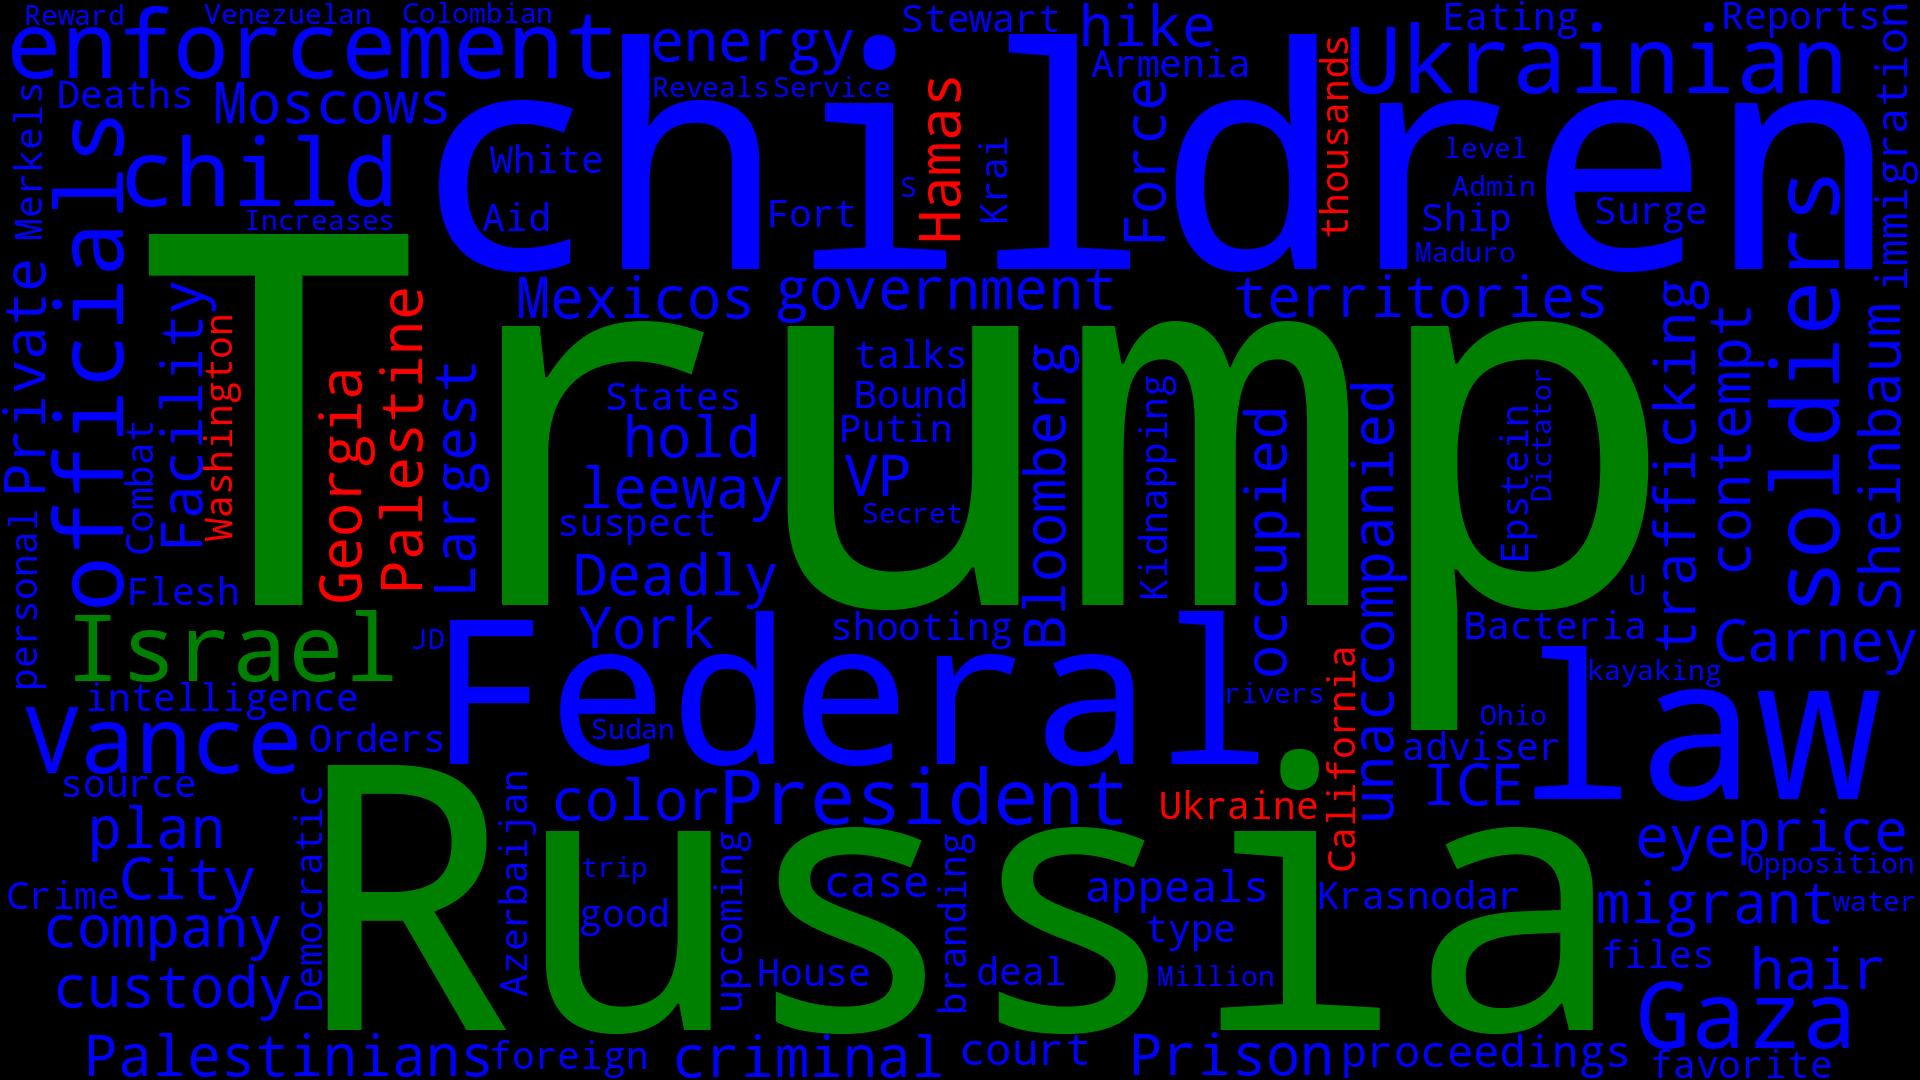 Reward
Venezuelan
Colombian
Stewart
hike
Eating
Reports
enforcement
energy
Ukrainian
immigration
Deaths
Moscows
Reveals
Service
Armenia
Merkels
officials
child
children
White
Aid
Fort
S
Hamas
Krai
Force
thousands
level
Admin
Ship
Surge
Maduro
soldiers
Increases
Trump
Mexicos
government
territories
Private
Facility
Washington
Georgia
Palestine
Largest
States
hold
leeway
suspect
Deadly
talks
Bound
Putin
VP
Secret
Bloomberg
Kidnapping
occupied
unaccompanied
Epstein
Dictator
trafficking
contempt
Sheinbaum
Combat
Flesh
personal
Israel
JD
York
shooting
U
Bacteria
Carney
Federal
intelligence
Vance
Orders
Sudan
rivers
California
kayaking
Ohio
adviser
law
source
ICE
plan
Democratic
Russia
color
President
Ukraine
eye
price
Opposition
City
Crime
company
Azerbaijan
trip
good
upcoming
case
branding
appeals
type
Krasnodar
migrant
water
custody
House
deal
Million
files
hair
Gaza
Palestinians
foreign
criminal
court
Prison
proceedings
favorite